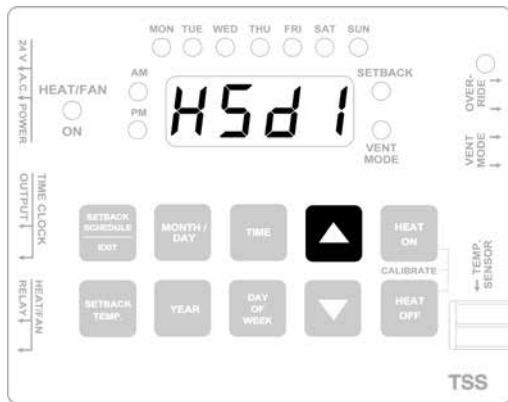 MON TUE WED THU FRI SAT SUN
24 V A.C. POWER
HEAT/FAN
ON
AM
PM
HSd1
SETBACK
VENT
MODE
OVER-
RIDE
VENT
MODE
TIME CLOCK
OUTPUT
SETBACK
SCHEDULE
EXIT
MONTH /
DAY
TIME
HEAT
ON
CALIBRATE
TEMP.
SENSOR
HEAT/FAN
RELAY
SETBACK
TEMP.
YEAR
DAY
OF
WEEK
HEAT
OFF
TSS